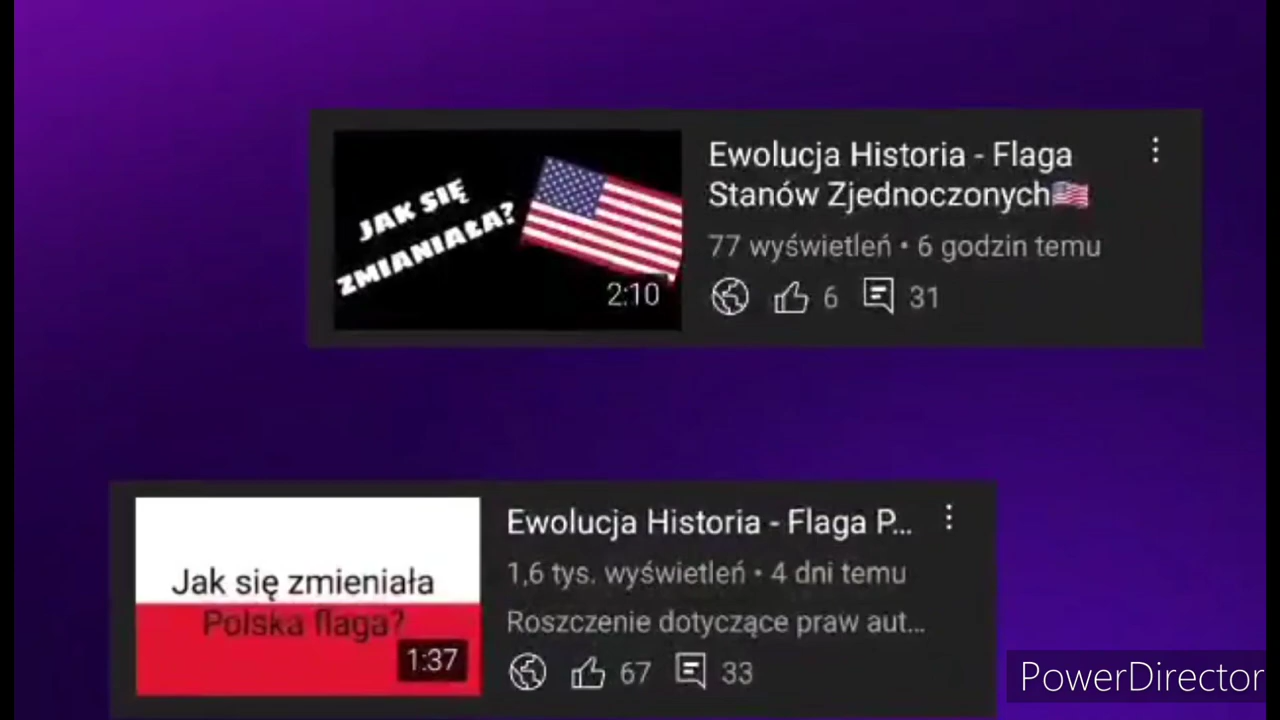 JAK SIĘ
ZMIANIAŁA?
2:10
Ewolucja Historia - Flaga
Stanów Zjednoczonych
77 wyświetleń • 6 godzin temu
6 31
Jak się zmieniała
Polska flaga?
1:37
Ewolucja Historia - Flaga P...
1,6 tys. wyświetleń • 4 dni temu
Roszczenie dotyczące praw aut...
67 33
PowerDirector